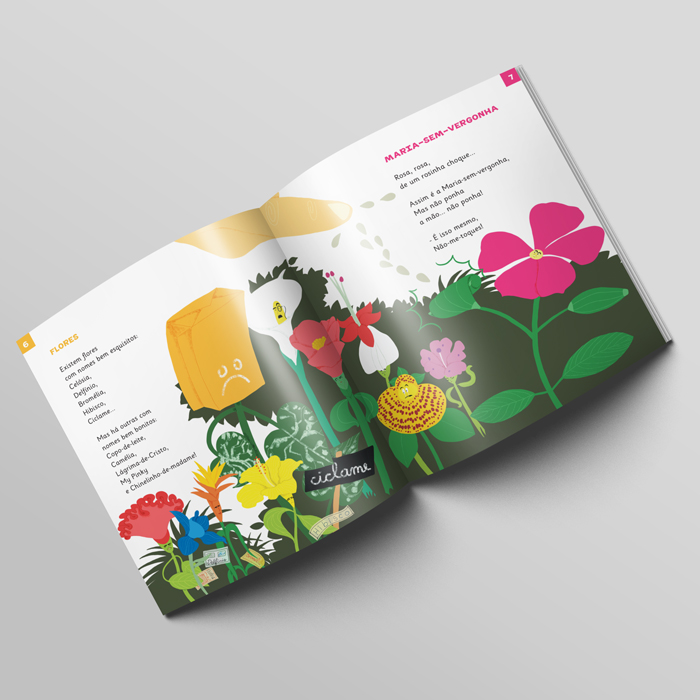 6
FLORES
Existem flores
com nomes bem esquisitos:
Celósia,
Delfínio,
Bromélia,
Hibisco,
Ciclame...
Mas há outras com
nomes bem bonitos:
Copo-de-leite,
Camélia,
Lágrima-de-Cristo,
My Pinky
e Chinelinho-de-madame!
ciclame
HIBISCO
Delfínio
7
MARIA-SEM-VERGONHA
Rosa, rosa,
de um rosinha choque...
Assim é a Maria-sem-vergonha,
Mas não ponha
a mão... não ponha!
- É isso mesmo,
Não-me-toques!